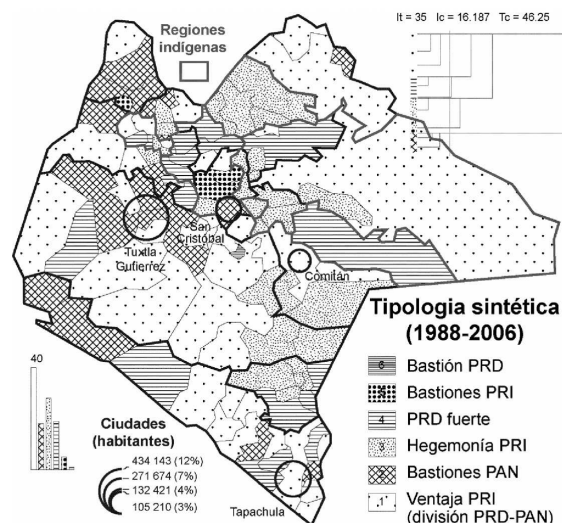 Regiones
indígenas
It = 35 Ic = 16.187 Tc = 46.25
San
Cristóbal
Tuxtla
Gutierrez
Comitán
Tipologia sintética
(1988-2006)
6 Bastión PRD
Bastiones PRI
4 PRD fuerte
3 Hegemonía PRI
Bastiones PAN
1 Ventaja PRI
(división PRD-PAN)
40
Ciudades
(habitantes)
434 143 (12%)
271 674 (7%)
132 421 (4%)
105 210 (3%)
Tapachula